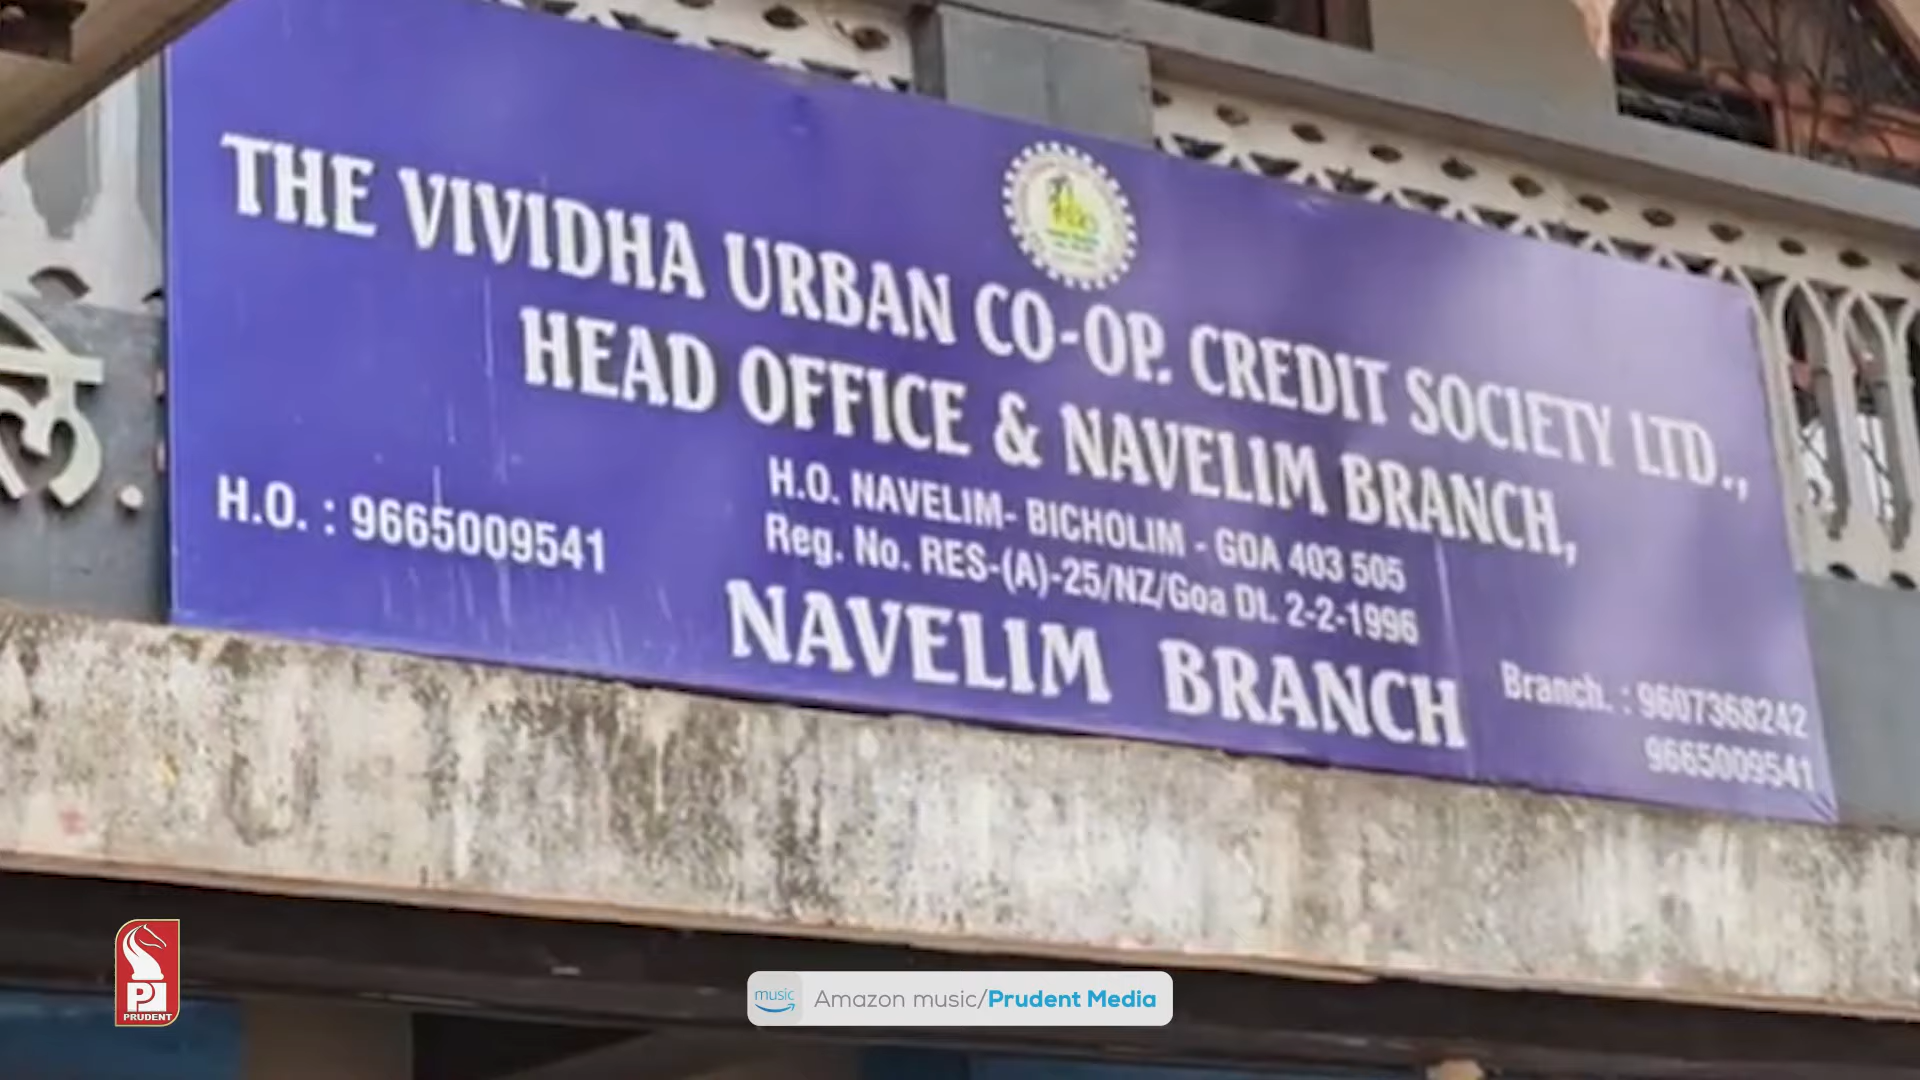 THE VIVIDHA URBAN CO-OP. CREDIT SOCIETY LTD.,
HEAD OFFICE & NAVELIM BRANCH,
H.O. NAVELIM- BICHOLIM - GOA 403 505
Reg. No. RES-(A)-25/NZ/Goa Dt. 2-2-1996
H.O. : 9665009541
NAVELIM BRANCH
Branch. : 9607368242
9665009541
ले.
PRUDENT
music Amazon music/Prudent Media